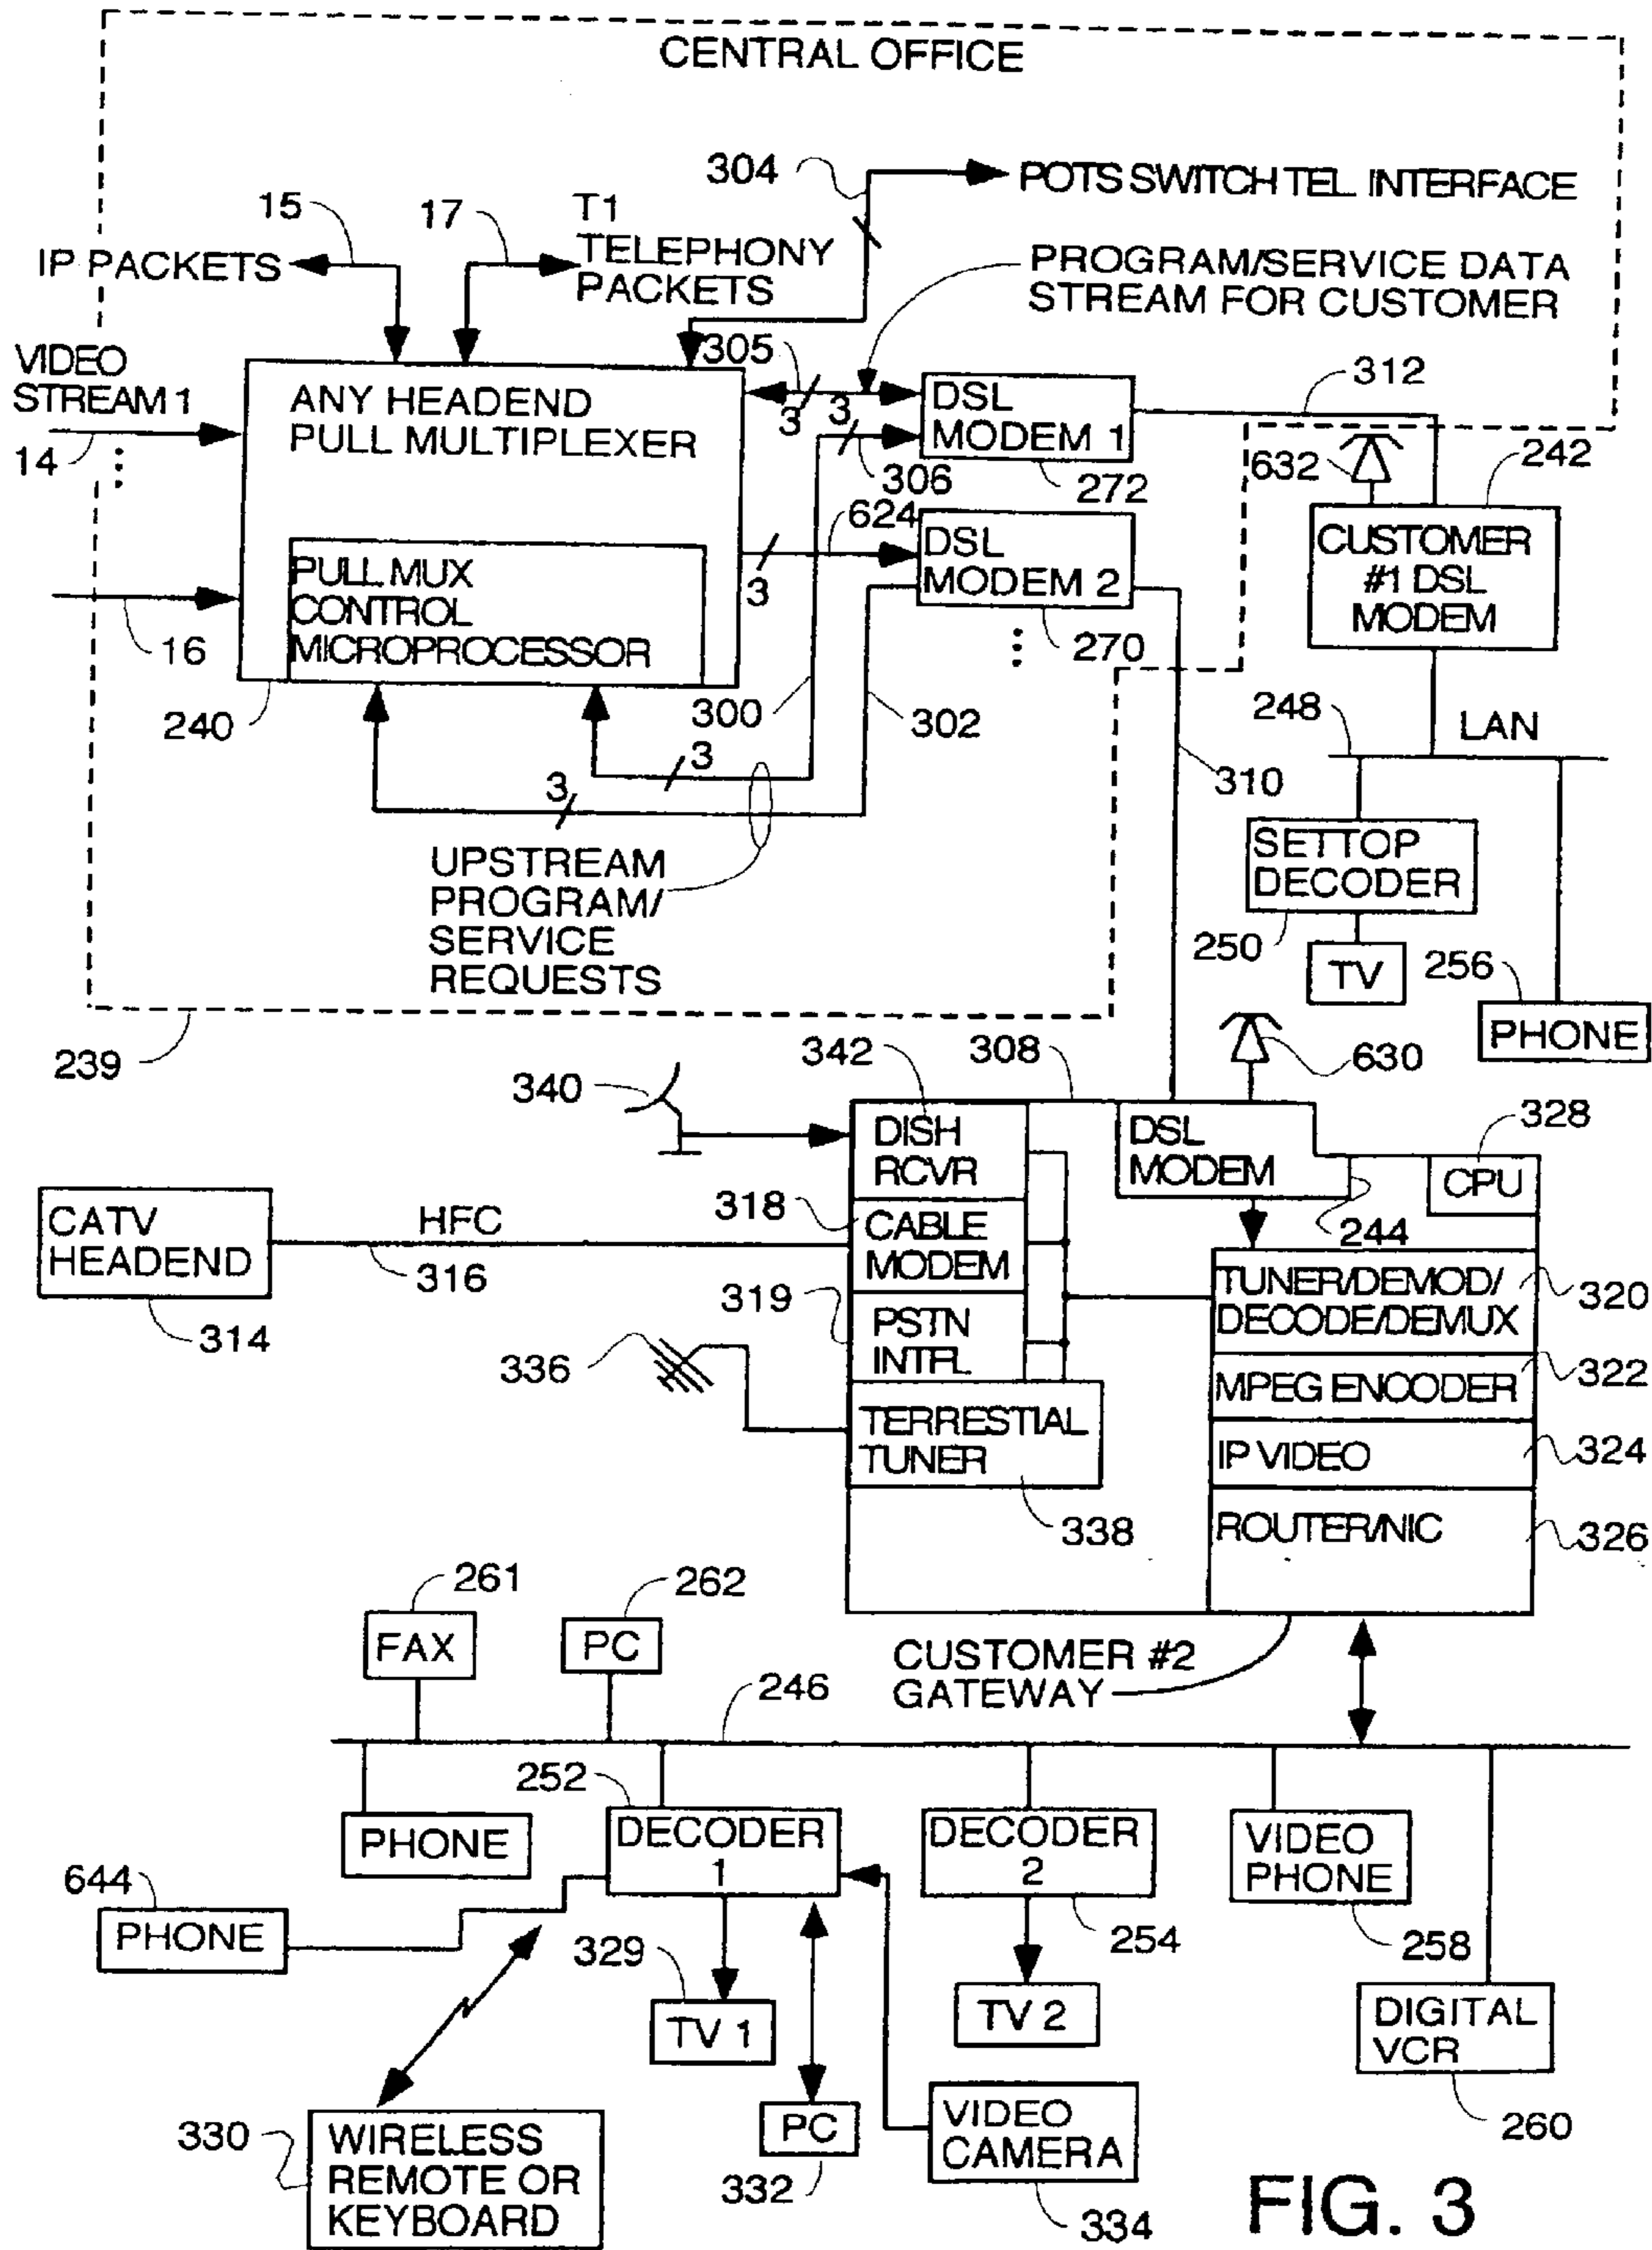 CENTRAL OFFICE
304
POTS SWITCH TEL INTERFACE
15
17
T1
TELEPHONY
PACKETS
IP PACKETS
PROGRAM/SERVICE DATA
STREAM FOR CUSTOMER
VIDEO
STREAM 1
14
16
ANY HEADEND
PULL MULTIPLEXER
PULL MUX
CONTROL
MICROPROCESSOR
240
305
3
3
306
624
3
DSL
MODEM 1
272
DSL
MODEM 2
270
312
632
242
CUSTOMER
#1 DSL
MODEM
300
302
3
3
310
248
LAN
UPSTREAM
PROGRAM/
SERVICE
REQUESTS
SETTOP
DECODER
250
TV
256
PHONE
239
340
342
308
630
DISH
RCVR
DSL
MODEM
328
CPU
244
CATV
HEADEND
314
HFC
316
318
CABLE
MODEM
319
PSTN
INTFL
336
TERRESTIAL
TUNER
338
TUNER/DEMOD/
DECODE/DEMUX
320
MPEG ENCODER
322
IP VIDEO
324
ROUTER/NIC
326
261
FAX
262
PC
CUSTOMER #2
GATEWAY
246
252
PHONE
DECODER
1
DECODER
2
254
VIDEO
PHONE
258
644
PHONE
329
TV 1
TV 2
DIGITAL
VCR
260
330
WIRELESS
REMOTE OR
KEYBOARD
PC
332
VIDEO
CAMERA
334
FIG. 3